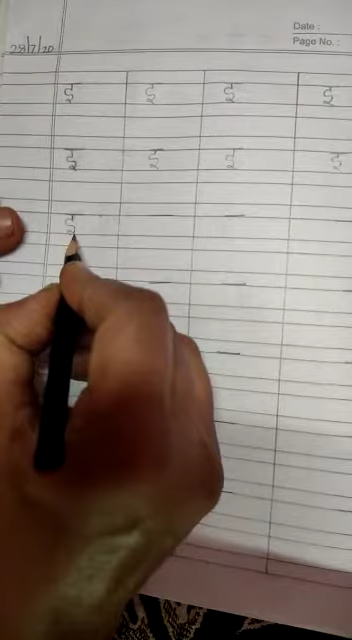 Date :
Page No. :
28/7/20
इ इ इ इ
इ इ इ इ
इ